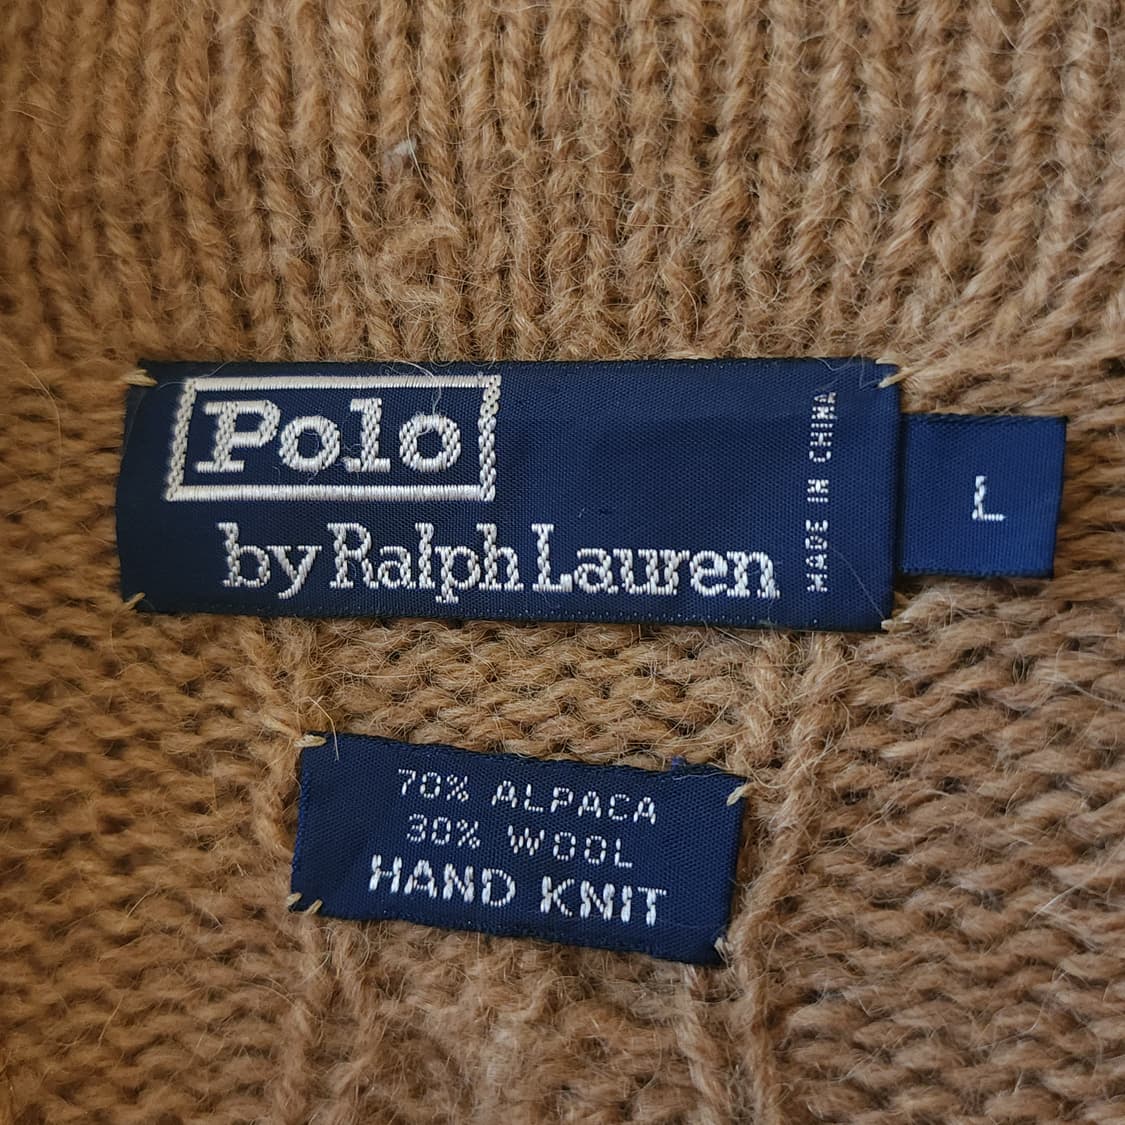 Polo
by Ralph Lauren
MADE IN CHINA
L
70% ALPACA
30% WOOL
HAND KNIT